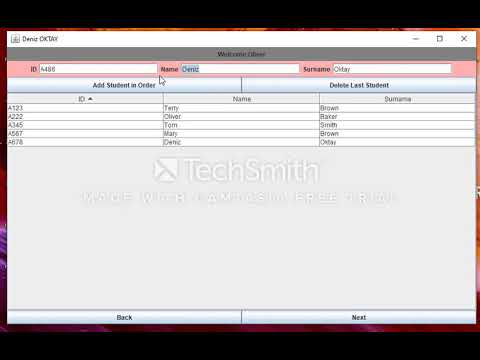 Deniz OKTAY
Welcome Oliver
ID A486 Name Deniz Surname Oktay
Add Student in Order Delete Last Student
ID Name Surname
A123 Terry Brown
A222 Oliver Baker
A345 Tom Smith
A567 Mary Brown
A678 Deniz Oktay
TechSmith
MADE WITH CAMTASIA FREE TRIAL
Back Next